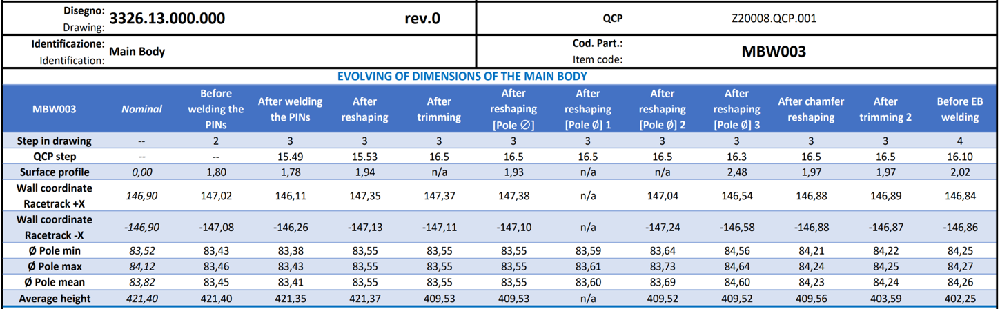 Disegno: 3326.13.000.000 rev.0 QCP Z20008.QCP.001
Drawing:
Identificazione: Main Body Cod. Part.: MBW003
Identification: Item code:
EVOLVING OF DIMENSIONS OF THE MAIN BODY
MBW003 Nominal Before welding the PINs After welding the PINs After reshaping After trimming After reshaping [Pole ∅] After reshaping [Pole Ø] 1 After reshaping [Pole Ø] 2 After reshaping [Pole Ø] 3 After chamfer reshaping After trimming 2 Before EB welding
Step in drawing -- 2 3 3 3 3 3 3 3 3 3 4
QCP step -- -- 15.49 15.53 16.5 16.5 16.5 16.5 16.3 16.5 16.5 16.10
Surface profile 0,00 1,80 1,78 1,94 n/a 1,93 n/a n/a 2,48 1,97 1,97 2,02
Wall coordinate Racetrack +X 146,90 147,02 146,11 147,35 147,37 147,38 n/a 147,04 146,54 146,88 146,89 146,84
Wall coordinate Racetrack -X -146,90 -147,08 -146,26 -147,13 -147,11 -147,10 n/a -147,24 -146,58 -146,88 -146,87 -146,86
Ø Pole min 83,52 83,43 83,38 83,55 83,55 83,55 83,59 83,64 84,56 84,21 84,22 84,25
Ø Pole max 84,12 83,46 83,43 83,55 83,55 83,55 83,61 83,73 84,64 84,24 84,25 84,27
Ø Pole mean 83,82 83,45 83,41 83,55 83,55 83,55 83,60 83,69 84,60 84,23 84,24 84,26
Average height 421,40 421,40 421,35 421,37 409,53 409,53 n/a 409,52 409,52 409,56 403,59 402,25